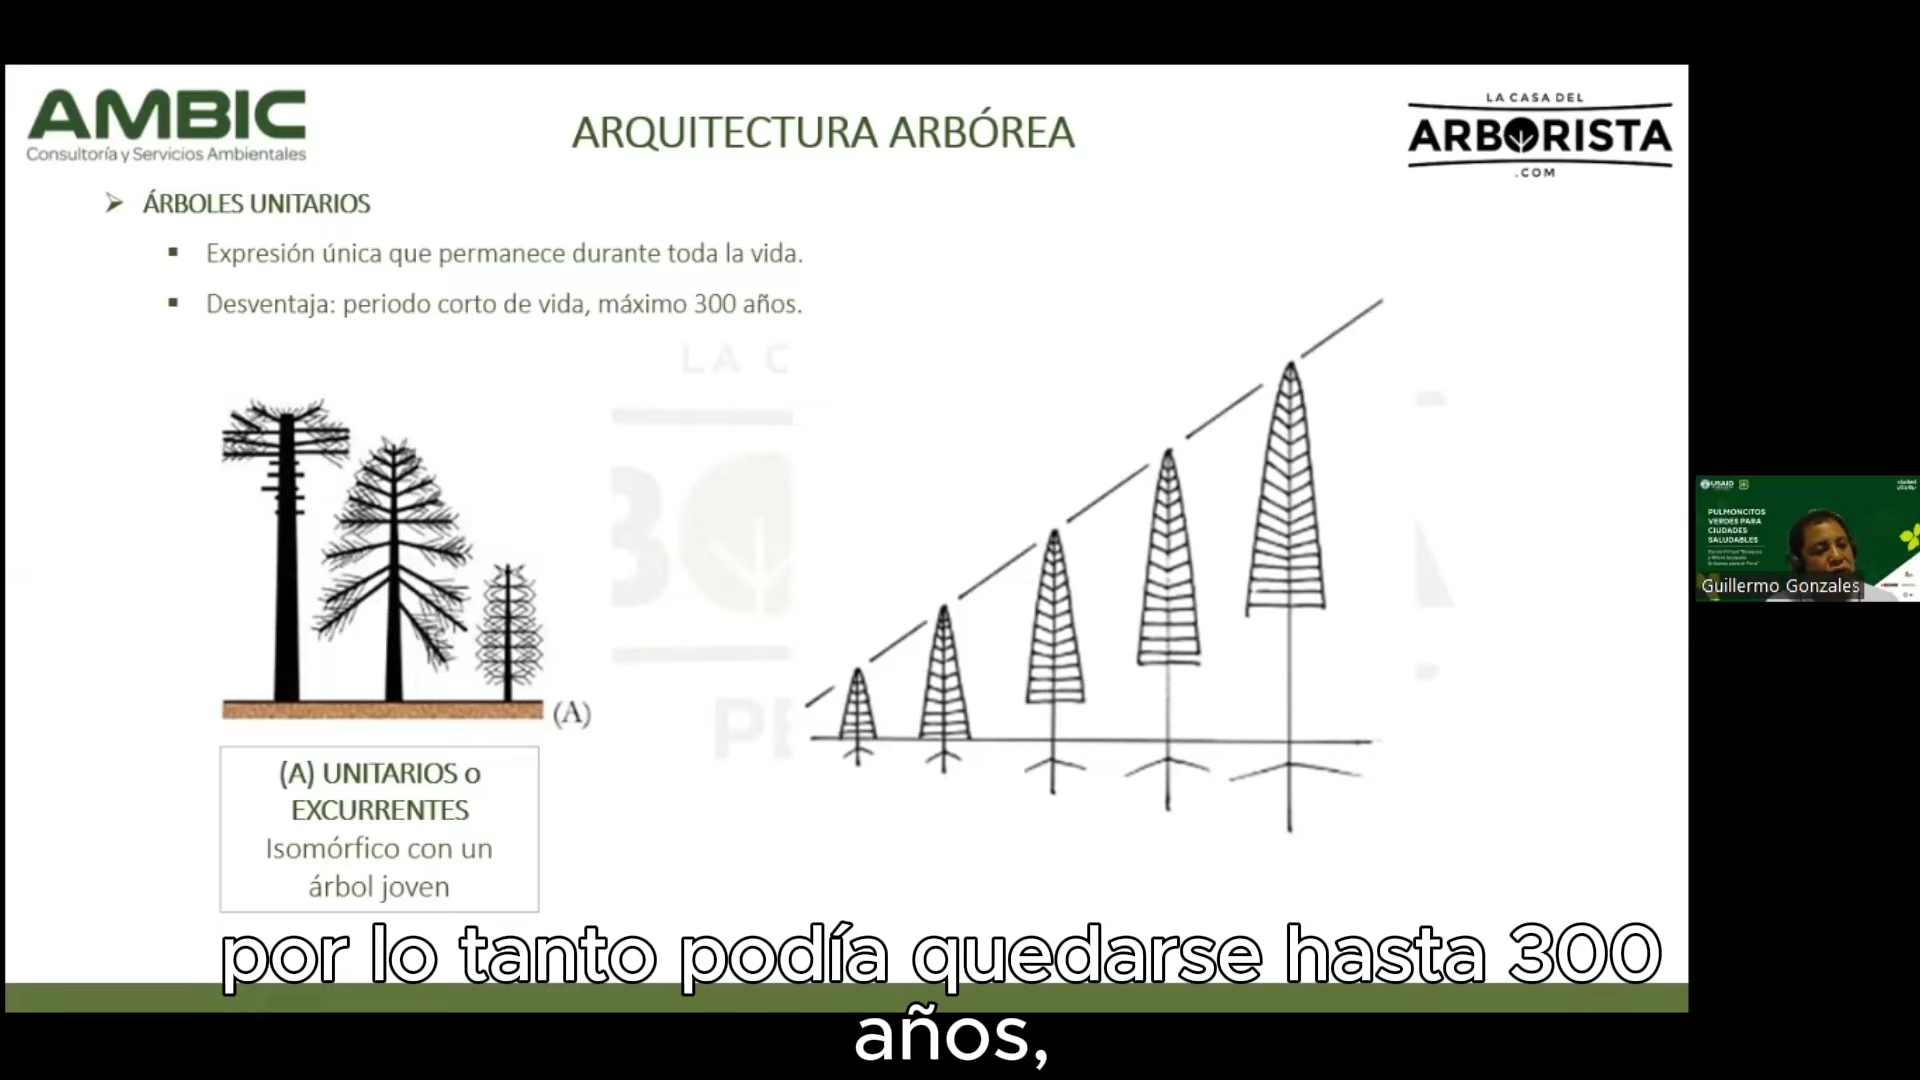 AMBIC
Consultoría y Servicios Ambientales
ARQUITECTURA ARBÓREA
LA CASA DEL
ARBORISTA
.COM
➢ ÁRBOLES UNITARIOS
▪ Expresión única que permanece durante toda la vida.
▪ Desventaja: periodo corto de vida, máximo 300 años.
LA C
(A)
(A) UNITARIOS o
EXCURRENTES
Isomórfico con un
árbol joven
USAID
PULMONCITOS
VERDES PARA
CIUDADES
SALUDABLES
Guillermo Gonzales
por lo tanto podía quedarse hasta 300
años,